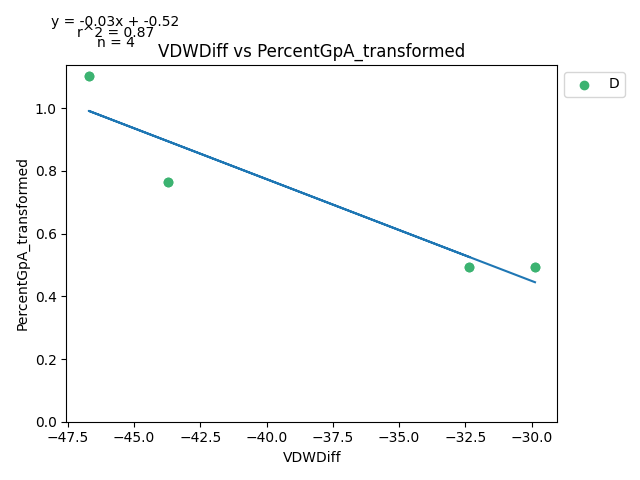 y = -0.03x + -0.52
r^2 = 0.87
n = 4
VDWDiff vs PercentGpA_transformed
D
PercentGpA_transformed
1.0
0.8
0.6
0.4
0.2
0.0
−47.5 −45.0 −42.5 −40.0 −37.5 −35.0 −32.5 −30.0
VDWDiff